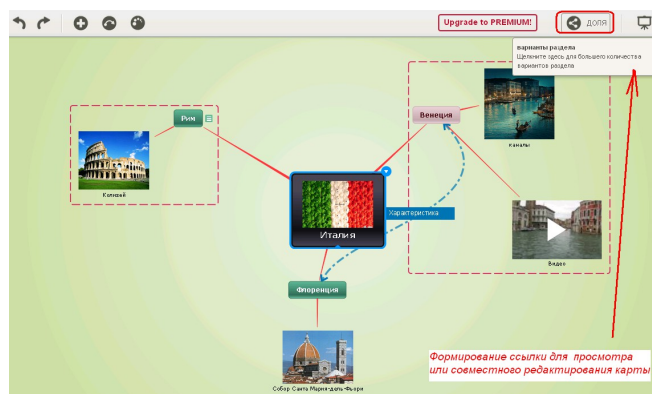 Upgrade to PREMIUM!
доля
варианты раздела
Щелкните здесь для большего количества
вариантов раздела
Рим
Колизей
Венеция
каналы
Видео
Характеристика
Италия
Флоренция
Собор Санта Мария-дель-Фьоре
Формирование ссылки для просмотра
или совместного редактирования карты